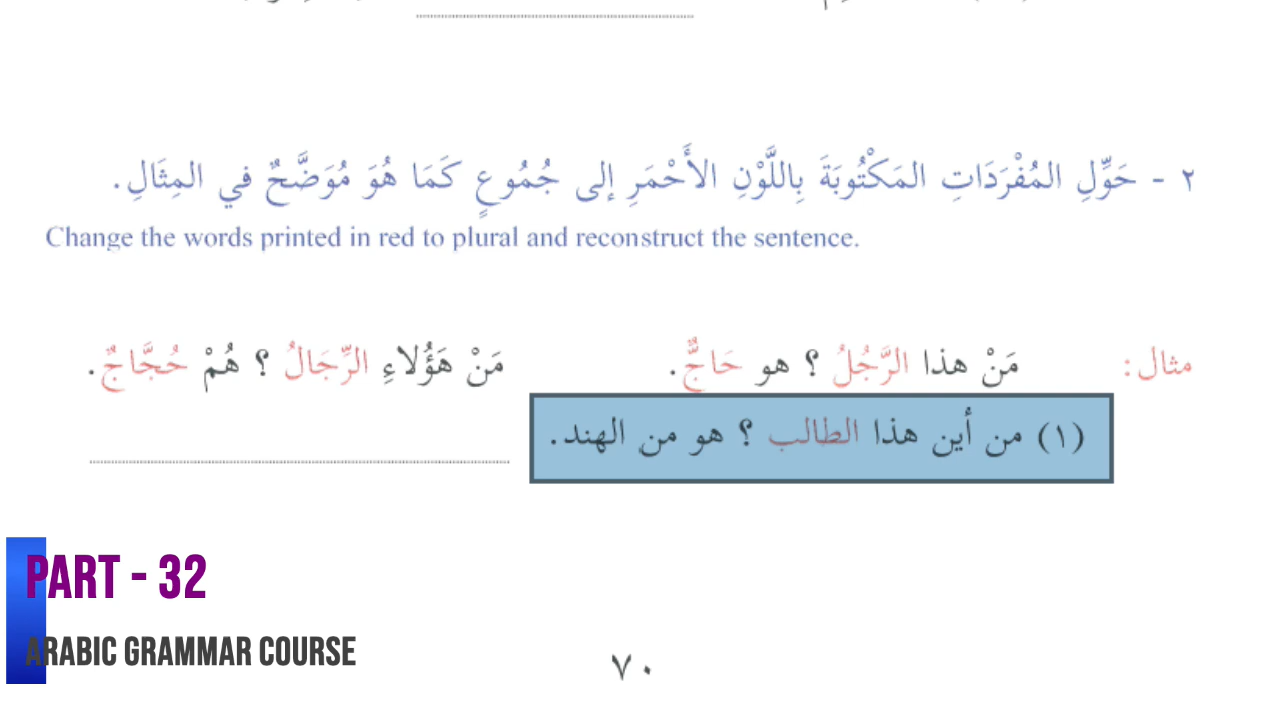 ٢ - حَوِّلِ المُفْرَدَاتِ المَكْتُوبَةَ بِاللَّوْنِ الأَحْمَرِ إلى جُمُوعٍ كَمَا هُوَ مُوَضَّحٌ في المِثَالِ.
Change the words printed in red to plural and reconstruct the sentence.
مثال: مَنْ هذا الرَّجُلُ ؟ هو حَاجٌّ. مَنْ هَؤُلاءِ الرِّجَالُ ؟ هُمْ حُجَّاجٌ.
(١) من أين هذا الطالب ؟ هو من الهند.
PART - 32
ARABIC GRAMMAR COURSE
٧٠